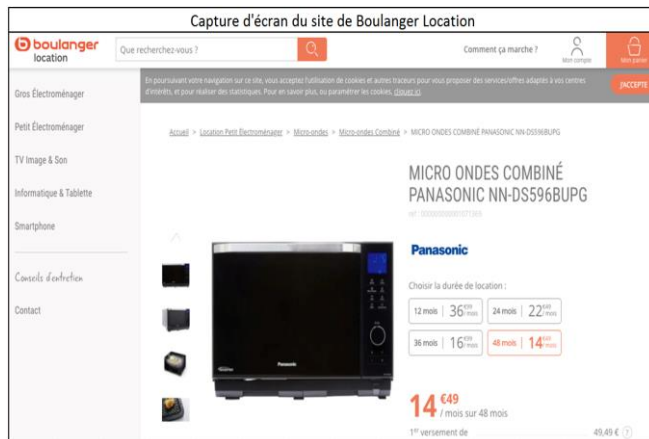 Capture d'écran du site de Boulanger Location
boulanger
location
Que recherchez-vous ?
Comment ça marche ?
Mon compte
Mon panier
En poursuivant votre navigation sur ce site, vous acceptez l'utilisation de cookies et autres traceurs pour vous proposer des services/offres adaptés à vos centres
d'intérêts, et pour réaliser des statistiques. Pour en savoir plus, ou paramétrer les cookies, cliquez ici.
J'ACCEPTE
Gros Électroménager
Petit Électroménager
TV Image & Son
Informatique & Tablette
Smartphone
Conseils d'entretien
Contact
Accueil > Location Petit Électroménager > Micro-ondes > Micro-ondes Combiné > MICRO ONDES COMBINÉ PANASONIC NN-DS596BUPG
MICRO ONDES COMBINÉ
PANASONIC NN-DS596BUPG
Panasonic
Panasonic
Choisir la durée de location :
12 mois | 36€99 / mois
24 mois | 22€49 / mois
36 mois | 16€99 / mois
48 mois | 14€49 / mois
14€49 / mois sur 48 mois
1er versement de 49,49 € ?